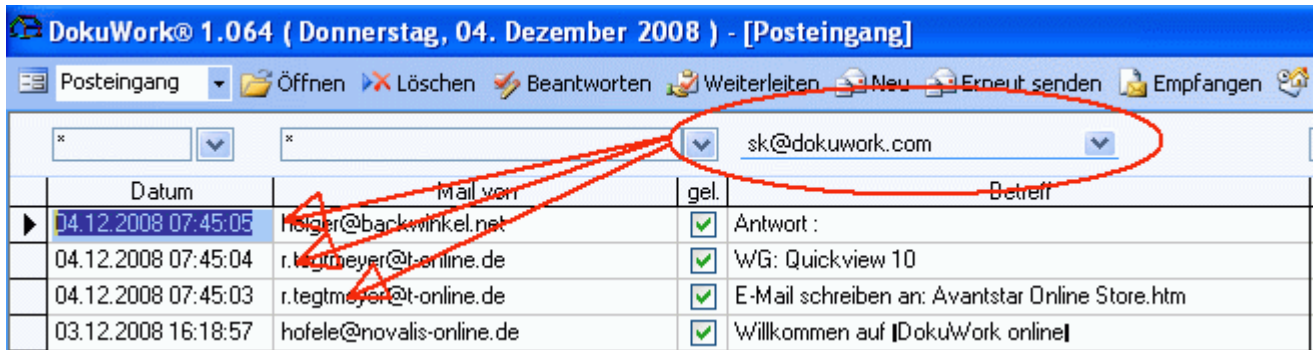 DokuWork® 1.064 ( Donnerstag, 04. Dezember 2008 ) - [Posteingang]
Posteingang Öffnen Löschen Beantworten Weiterleiten Neu Erneut senden Empfangen
* * sk@dokuwork.com
Datum Mail von gel. Betreff
04.12.2008 07:45:05 holger@backwinkel.net Antwort :
04.12.2008 07:45:04 r.tegtmeyer@t-online.de WG: Quickview 10
04.12.2008 07:45:03 r.tegtmeyer@t-online.de E-Mail schreiben an: Avantstar Online Store.htm
03.12.2008 16:18:57 hofele@novalis-online.de Willkommen auf [DokuWork online]